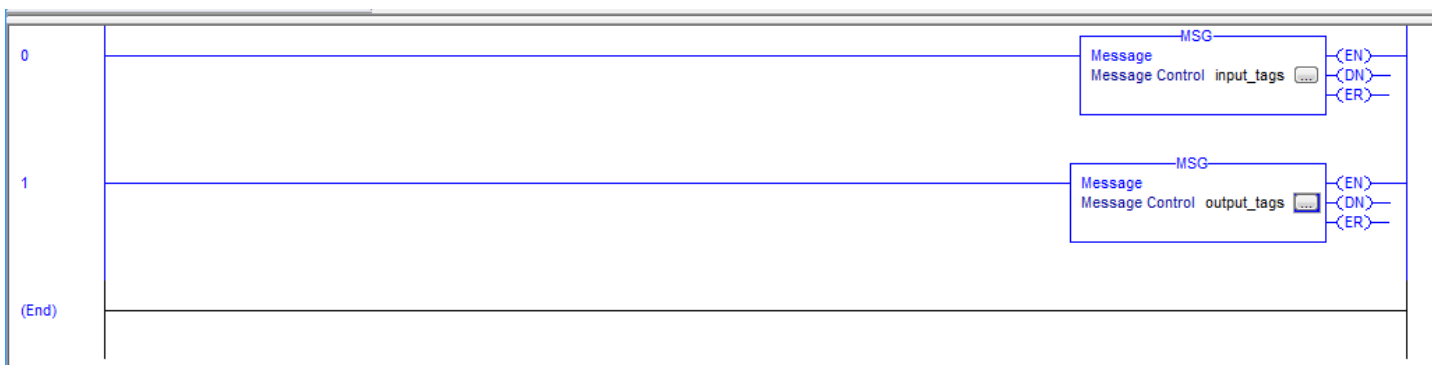 MSG
0
Message
(EN)
Message Control input_tags ...
(DN)
(ER)
MSG
1
Message
(EN)
Message Control output_tags ...
(DN)
(ER)
(End)